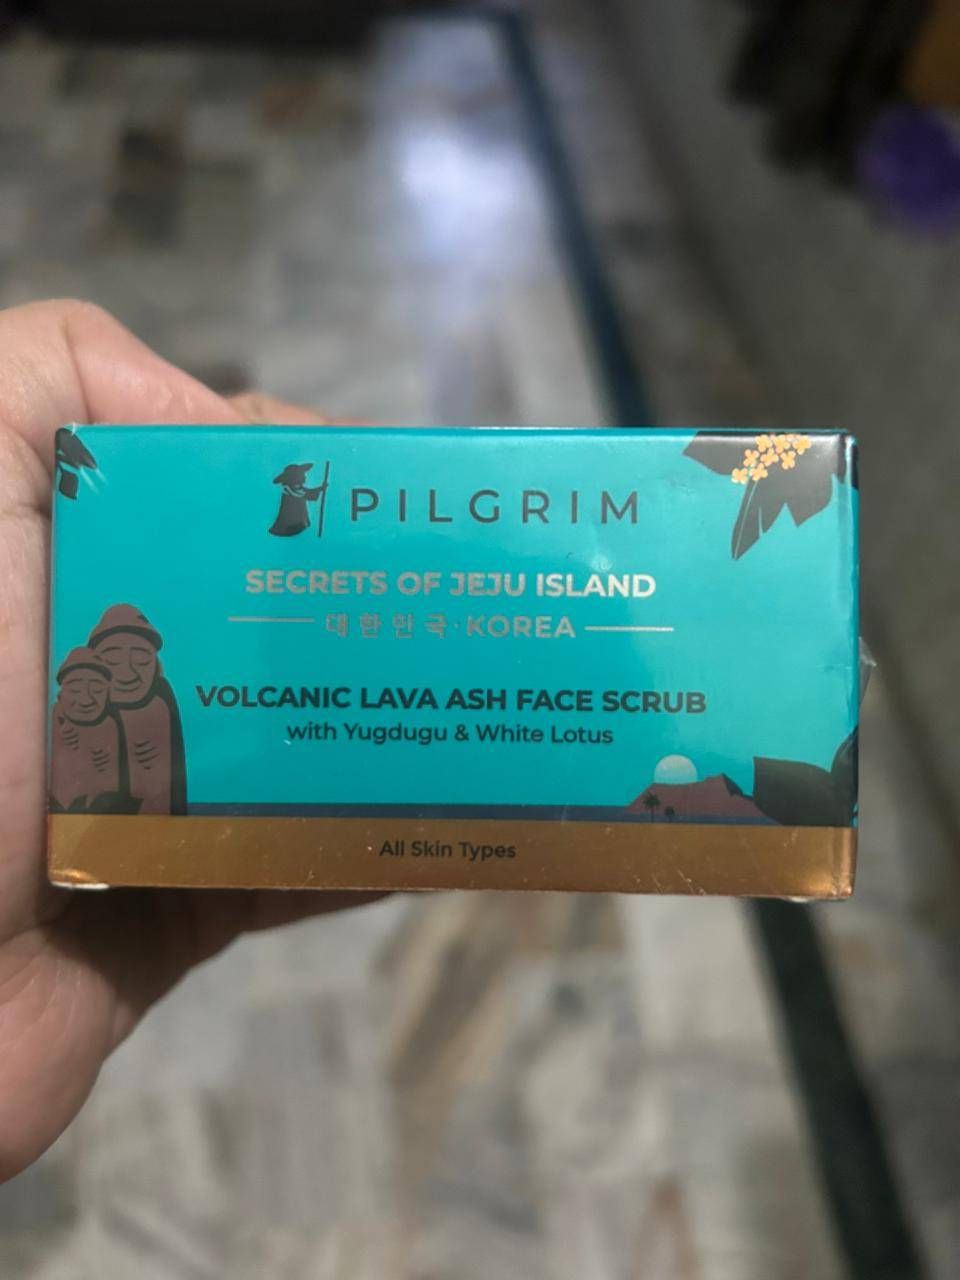 PILGRIM
SECRETS OF JEJU ISLAND
대한민국·KOREA
VOLCANIC LAVA ASH FACE SCRUB
with Yugdugu & White Lotus
All Skin Types